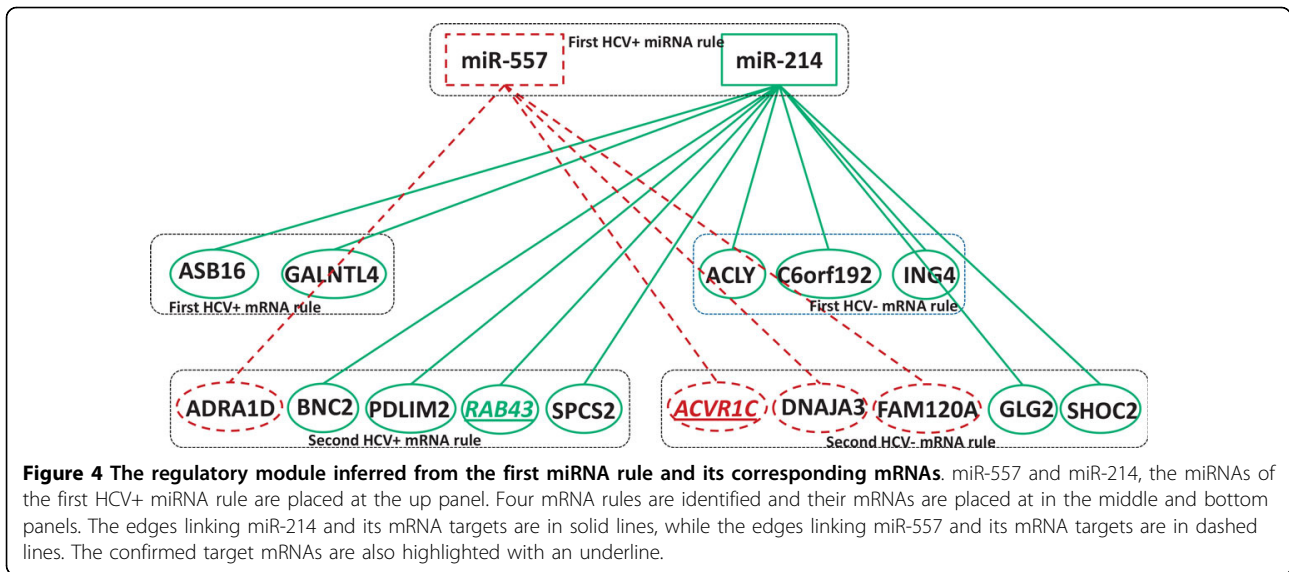 First HCV+ miRNA rule
miR-557
miR-214
ASB16
GALNTL4
First HCV+ mRNA rule
ACLY
C6orf192
ING4
First HCV- mRNA rule
ADRA1D
BNC2
PDLIM2
RAB43
SPCS2
Second HCV+ mRNA rule
ACVR1C
DNAJA3
FAM120A
GLG2
SHOC2
Second HCV- mRNA rule
Figure 4 The regulatory module inferred from the first miRNA rule and its corresponding mRNAs. miR-557 and miR-214, the miRNAs of
the first HCV+ miRNA rule are placed at the up panel. Four mRNA rules are identified and their mRNAs are placed at in the middle and bottom
panels. The edges linking miR-214 and its mRNA targets are in solid lines, while the edges linking miR-557 and its mRNA targets are in dashed
lines. The confirmed target mRNAs are also highlighted with an underline.